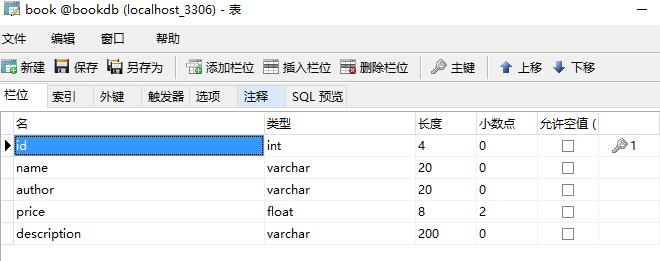 book @bookdb (localhost_3306) - 表
文件 编辑 窗口 帮助
新建 保存 另存为 添加栏位 插入栏位 删除栏位 主键 上移 下移
栏位 索引 外键 触发器 选项 注释 SQL 预览
名 类型 长度 小数点 允许空值 (
id int 4 0 1
name varchar 20 0
author varchar 20 0
price float 8 2
description varchar 200 0